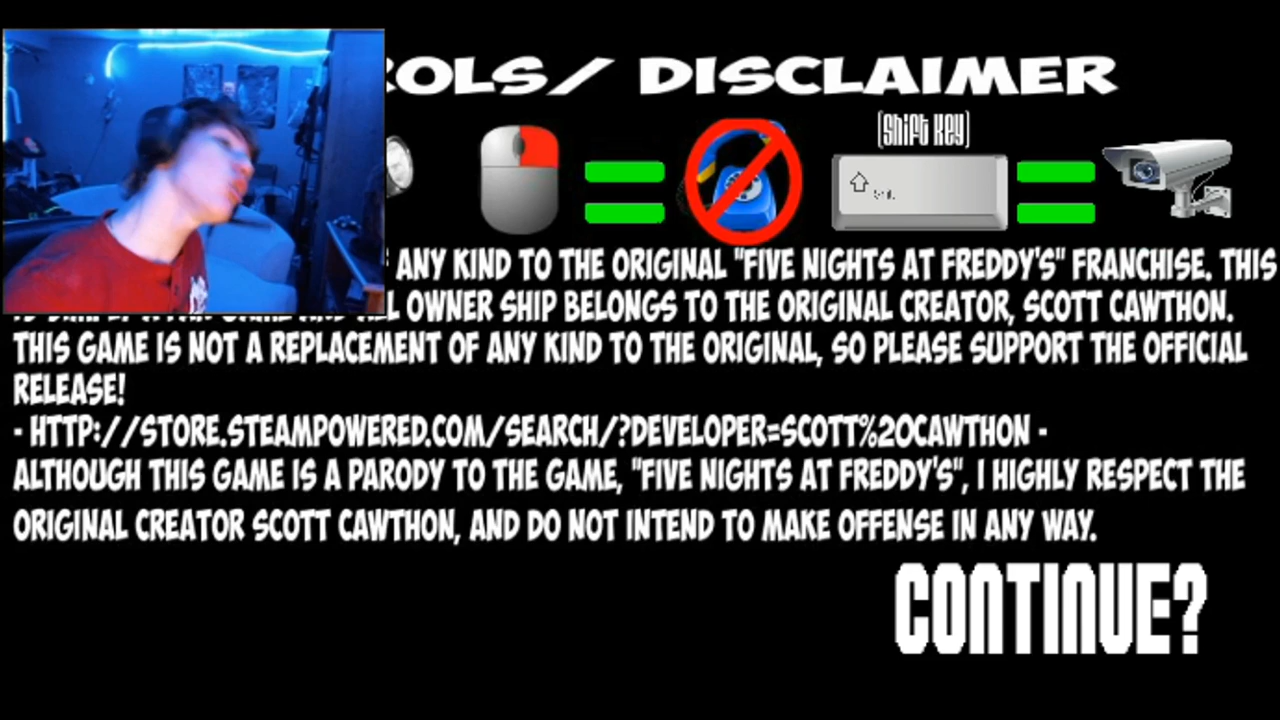 ROLS/ DISCLAIMER
(Shift Key)
ANY KIND TO THE ORIGINAL "FIVE NIGHTS AT FREDDY'S" FRANCHISE. THIS
OWNER SHIP BELONGS TO THE ORIGINAL CREATOR, SCOTT CAWTHON.
THIS GAME IS NOT A REPLACEMENT OF ANY KIND TO THE ORIGINAL, SO PLEASE SUPPORT THE OFFICIAL
RELEASE!
- HTTP://STORE.STEAMPOWERED.COM/SEARCH/?DEVELOPER=SCOTT%20CAWTHON -
ALTHOUGH THIS GAME IS A PARODY TO THE GAME, "FIVE NIGHTS AT FREDDY'S", I HIGHLY RESPECT THE
ORIGINAL CREATOR SCOTT CAWTHON, AND DO NOT INTEND TO MAKE OFFENSE IN ANY WAY.
CONTINUE?